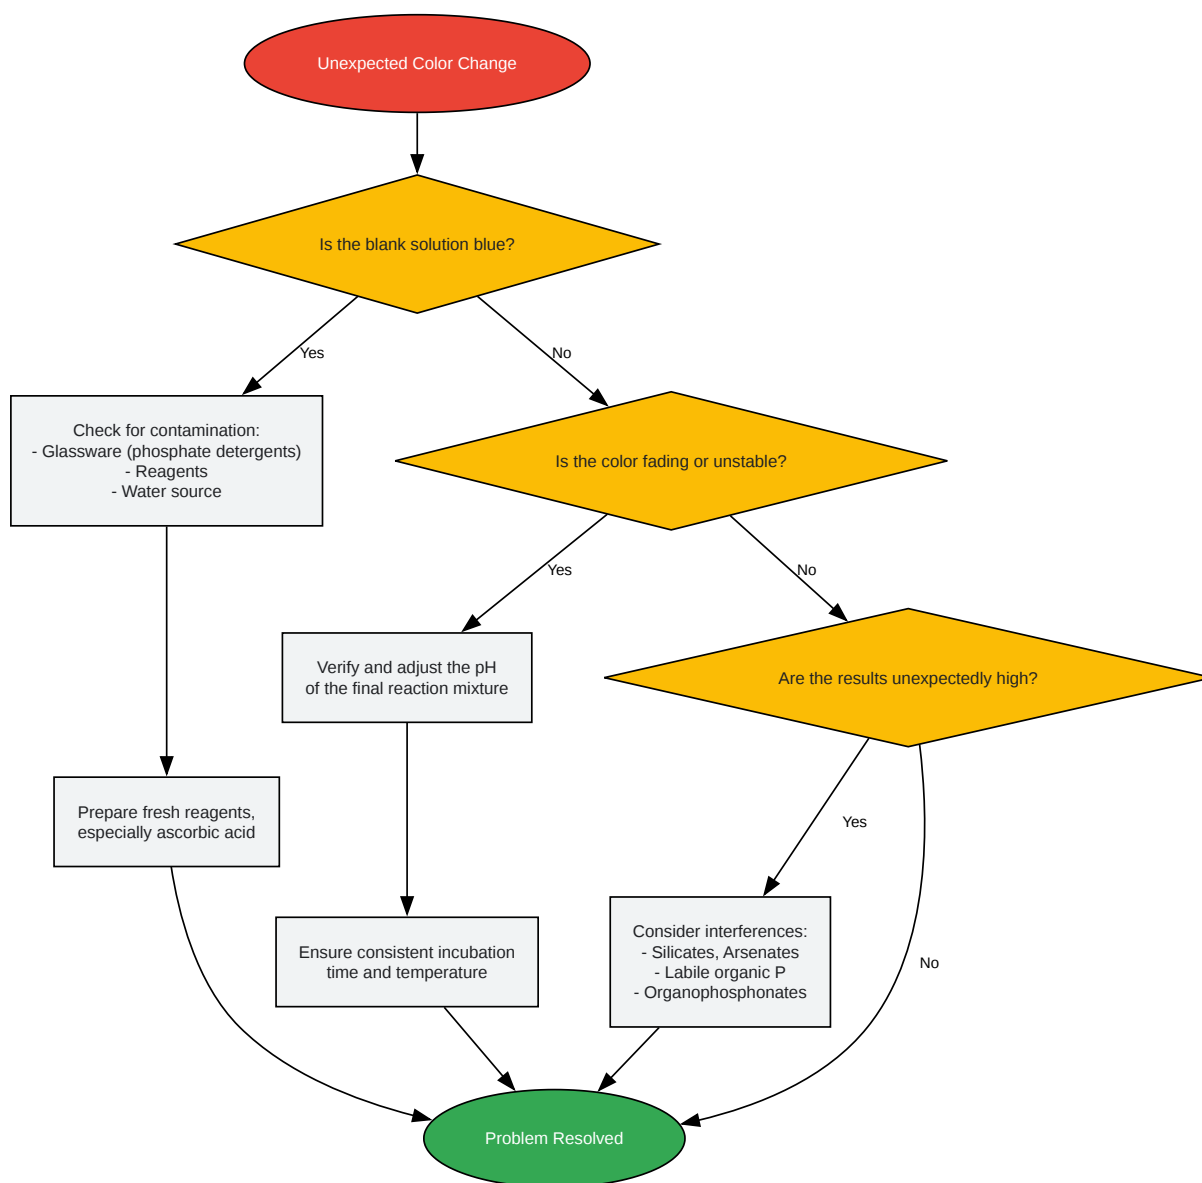 Unexpected Color Change
Is the blank solution blue?
Yes
No
Check for contamination:
- Glassware (phosphate detergents)
- Reagents
- Water source
Is the color fading or unstable?
Yes
No
Verify and adjust the pH
of the final reaction mixture
Are the results unexpectedly high?
Prepare fresh reagents,
especially ascorbic acid
Yes
No
Ensure consistent incubation
time and temperature
Consider interferences:
- Silicates, Arsenates
- Labile organic P
- Organophosphonates
Problem Resolved